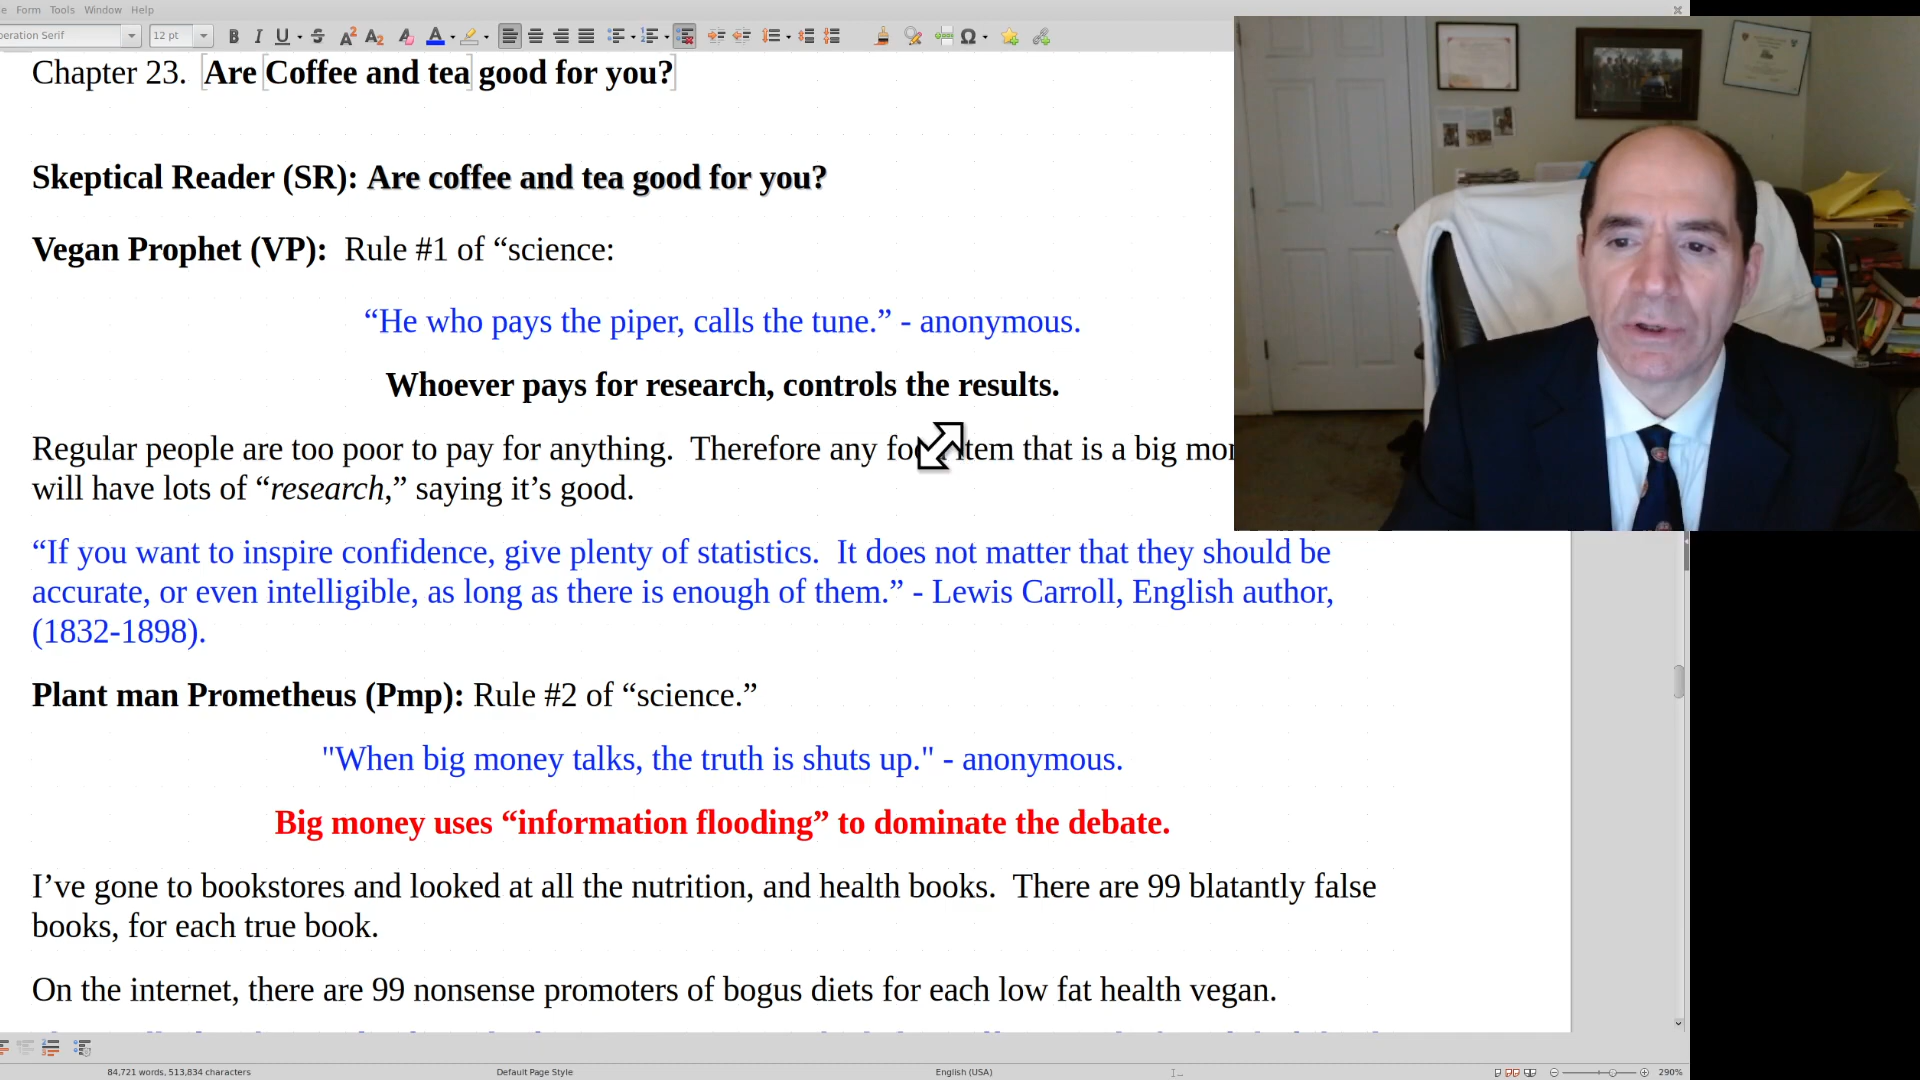 Form Tools Window Help
eration Serif 12 pt
Chapter 23. Are Coffee and tea good for you?
Skeptical Reader (SR): Are coffee and tea good for you?
Vegan Prophet (VP): Rule #1 of “science:
“He who pays the piper, calls the tune.” - anonymous.
Whoever pays for research, controls the results.
Regular people are too poor to pay for anything. Therefore any tem that is a big mor
will have lots of “research,” saying it’s good.
“If you want to inspire confidence, give plenty of statistics. It does not matter that they should be
accurate, or even intelligible, as long as there is enough of them.” - Lewis Carroll, English author,
(1832-1898).
Plant man Prometheus (Pmp): Rule #2 of “science.”
"When big money talks, the truth is shuts up." - anonymous.
Big money uses “information flooding” to dominate the debate.
I’ve gone to bookstores and looked at all the nutrition, and health books. There are 99 blatantly false
books, for each true book.
On the internet, there are 99 nonsense promoters of bogus diets for each low fat health vegan.
84,721 words, 513,834 characters Default Page Style English (USA) 290%